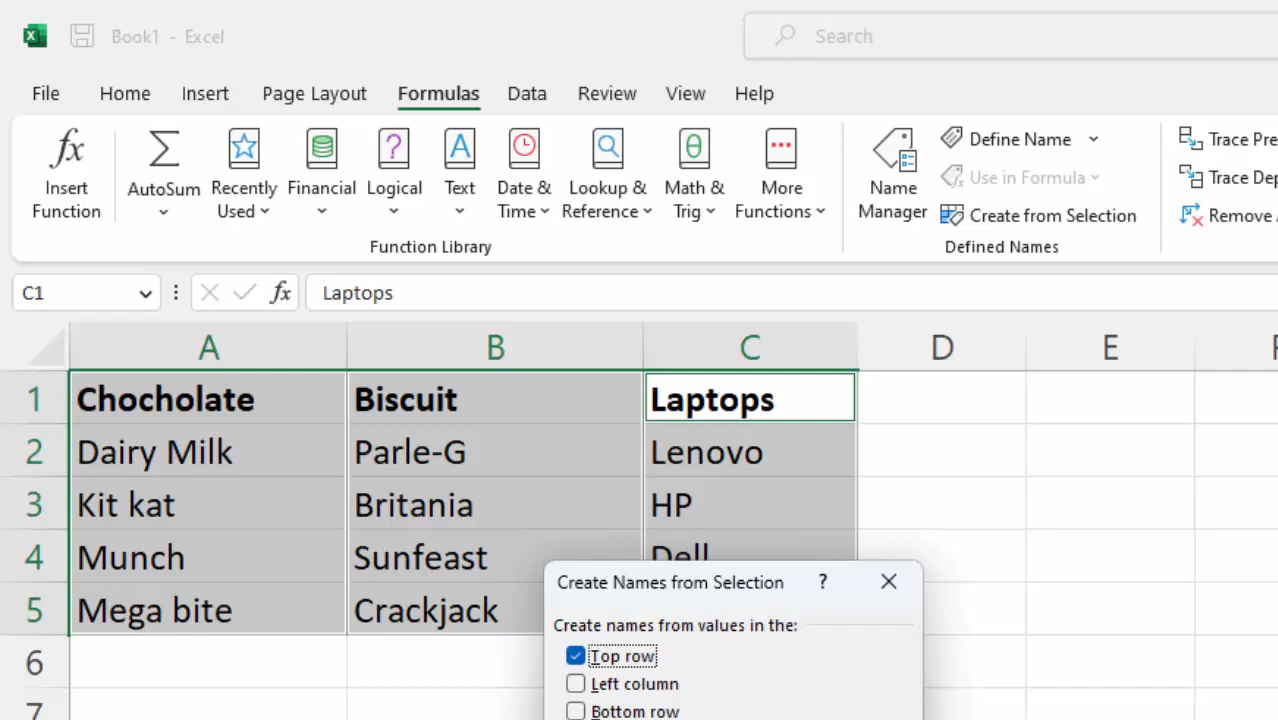 Book1 - Excel
Search
File Home Insert Page Layout Formulas Data Review View Help
Insert Function
AutoSum
Recently Used
Financial
Logical
Text
Date & Time
Lookup & Reference
Math & Trig
More Functions
Function Library
Name Manager
Define Name
Use in Formula
Create from Selection
Defined Names
Trace Pre
Trace Dep
Remove
C1
fx
Laptops
A B C D E F
1 Chocholate Biscuit Laptops
2 Dairy Milk Parle-G Lenovo
3 Kit kat Britania HP
4 Munch Sunfeast Dell
5 Mega bite Crackjack
6
7
Create Names from Selection ?
Create names from values in the:
Top row
Left column
Bottom row